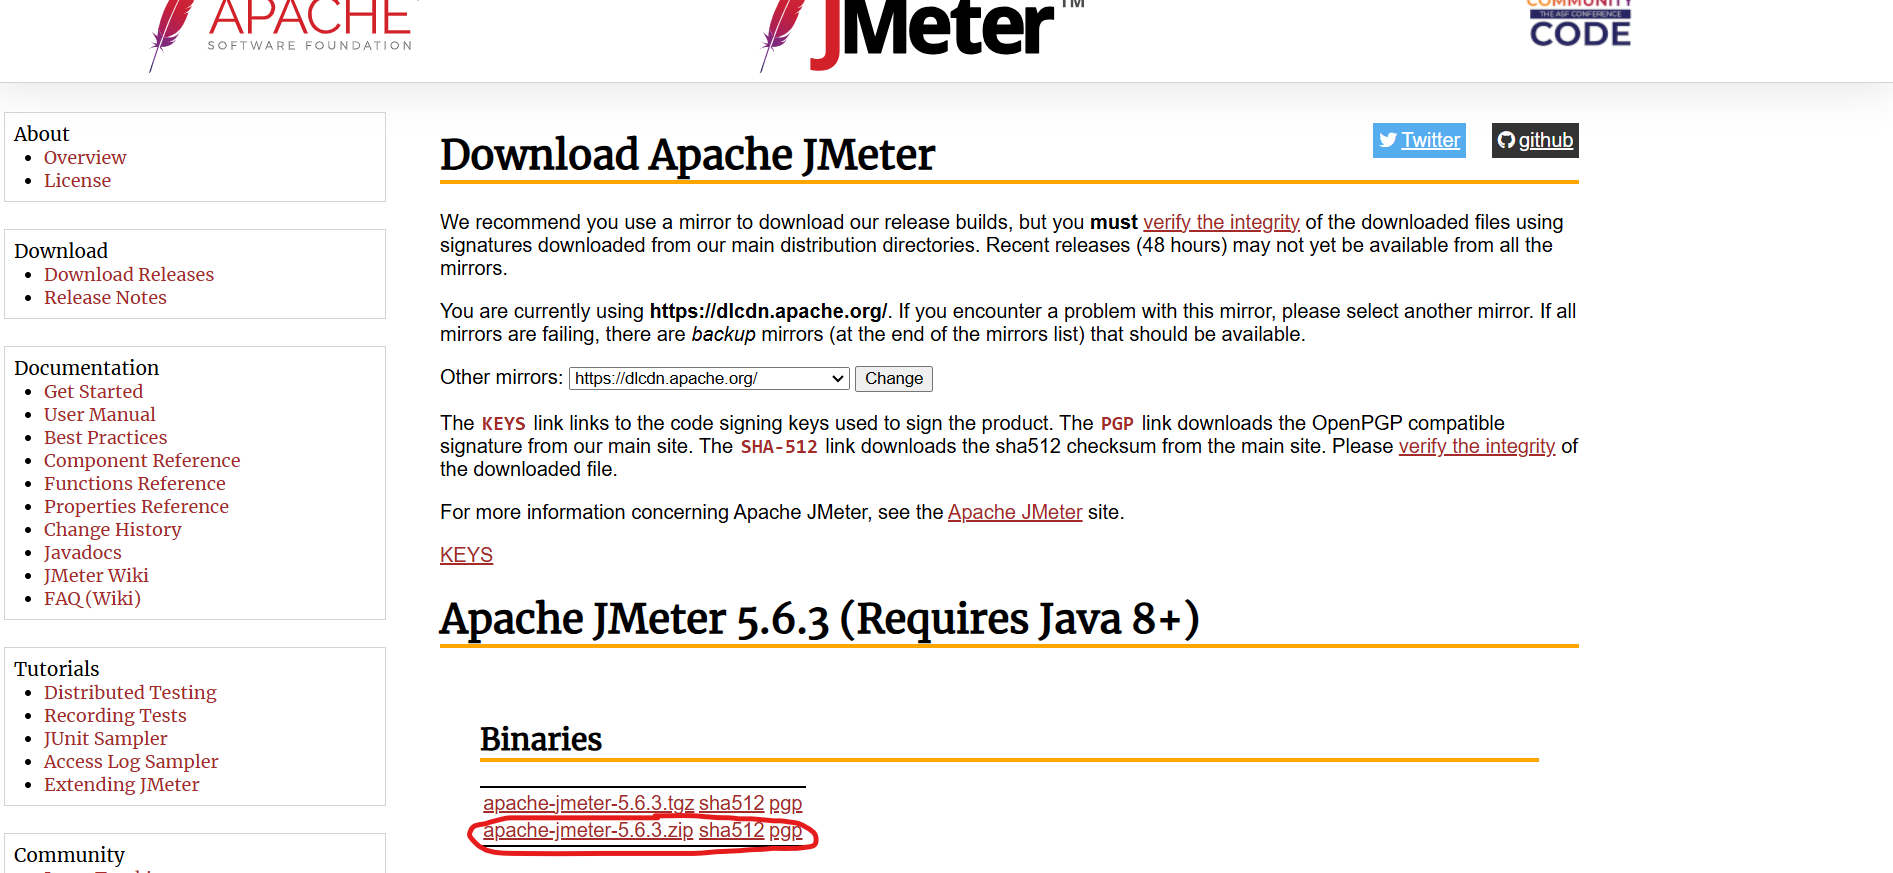 APACHE
SOFTWARE FOUNDATION
JMeter™
COMMUNITY
THE ASF CONFERENCE
CODE
About
Overview
License
Download
Download Releases
Release Notes
Documentation
Get Started
User Manual
Best Practices
Component Reference
Functions Reference
Properties Reference
Change History
Javadocs
JMeter Wiki
FAQ (Wiki)
Tutorials
Distributed Testing
Recording Tests
JUnit Sampler
Access Log Sampler
Extending JMeter
Community
Twitter
github
Download Apache JMeter
We recommend you use a mirror to download our release builds, but you must verify the integrity of the downloaded files using
signatures downloaded from our main distribution directories. Recent releases (48 hours) may not yet be available from all the
mirrors.
You are currently using https://dlcdn.apache.org/. If you encounter a problem with this mirror, please select another mirror. If all
mirrors are failing, there are backup mirrors (at the end of the mirrors list) that should be available.
Other mirrors: https://dlcdn.apache.org/ Change
The KEYS link links to the code signing keys used to sign the product. The PGP link downloads the OpenPGP compatible
signature from our main site. The SHA-512 link downloads the sha512 checksum from the main site. Please verify the integrity of
the downloaded file.
For more information concerning Apache JMeter, see the Apache JMeter site.
KEYS
Apache JMeter 5.6.3 (Requires Java 8+)
Binaries
apache-jmeter-5.6.3.tgz sha512 pgp
apache-jmeter-5.6.3.zip sha512 pgp